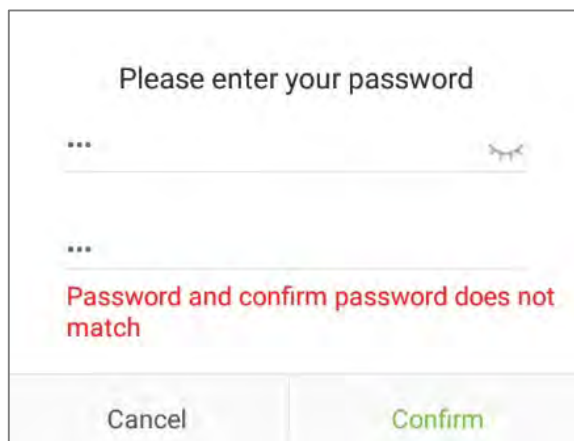 Please enter your password
•••
•••
Password and confirm password does not
match
Cancel
Confirm